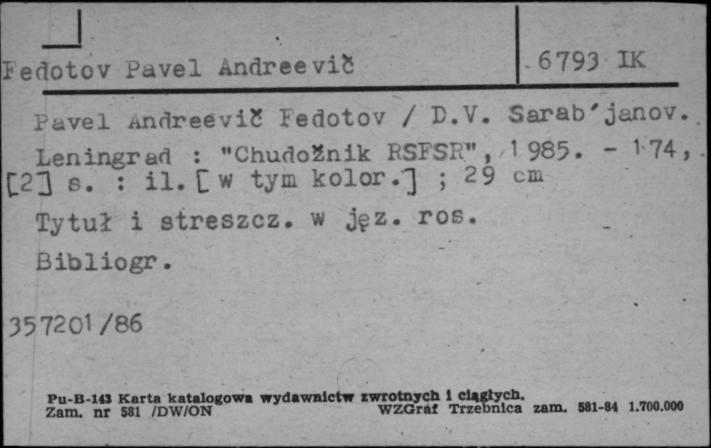 Fedotov Pavel Andreevič
6793 IK
Pavel Andreevič Fedotov / D.V. Sarab'janov.
Leningrad : "Chudožnik RSFSR", 1985. - 174,
[2] s. : il. [w tym kolor.] ; 29 cm
Tytuł i streszcz. w jęz. ros.
Bibliogr.
357201/86
Pu-B-143 Karta katalogowa wydawnictw zwrotnych i ciągłych.
Zam. nr 581 /DW/ON WZGraf Trzebnica zam. 581-84 1.700.000